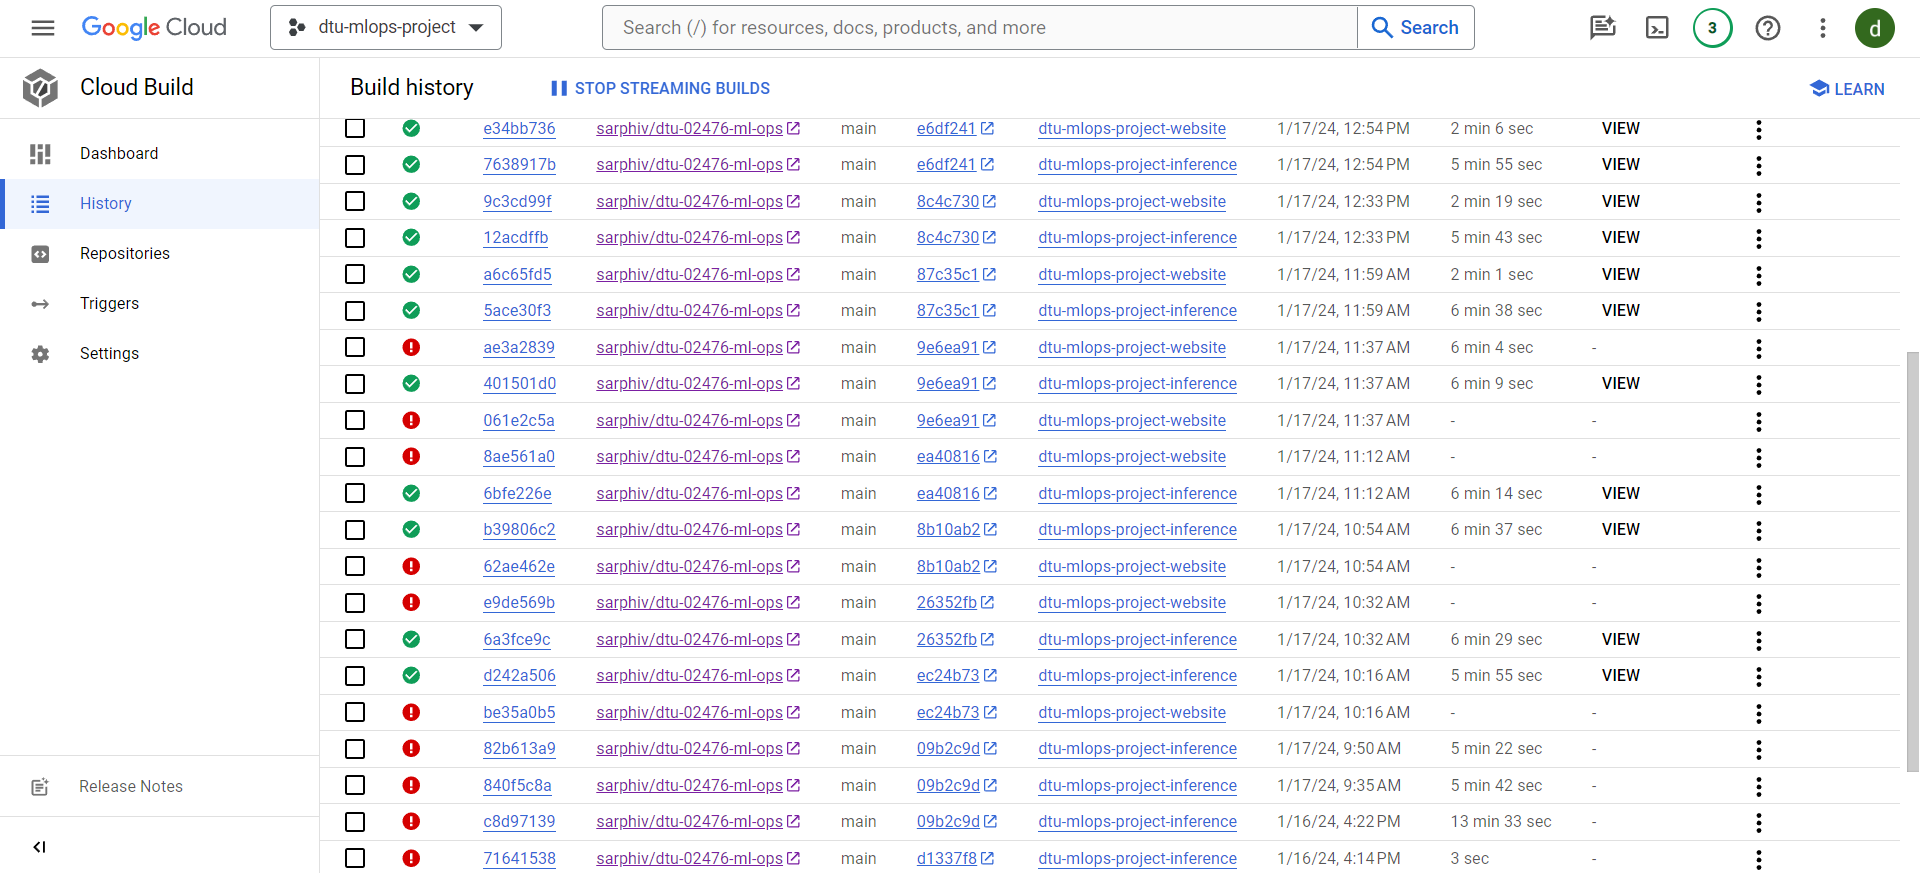 Google Cloud dtu-mlops-project Search (/) for resources, docs, products, and more Search 3 d
Cloud Build
Dashboard
History
Repositories
Triggers
Settings
Release Notes
Build history STOP STREAMING BUILDS LEARN
e34bb736 sarphiv/dtu-02476-ml-ops main e6df241 dtu-mlops-project-website 1/17/24, 12:54 PM 2 min 6 sec VIEW
7638917b sarphiv/dtu-02476-ml-ops main e6df241 dtu-mlops-project-inference 1/17/24, 12:54 PM 5 min 55 sec VIEW
9c3cd99f sarphiv/dtu-02476-ml-ops main 8c4c730 dtu-mlops-project-website 1/17/24, 12:33 PM 2 min 19 sec VIEW
12acdffb sarphiv/dtu-02476-ml-ops main 8c4c730 dtu-mlops-project-inference 1/17/24, 12:33 PM 5 min 43 sec VIEW
a6c65fd5 sarphiv/dtu-02476-ml-ops main 87c35c1 dtu-mlops-project-website 1/17/24, 11:59 AM 2 min 1 sec VIEW
5ace30f3 sarphiv/dtu-02476-ml-ops main 87c35c1 dtu-mlops-project-inference 1/17/24, 11:59 AM 6 min 38 sec VIEW
ae3a2839 sarphiv/dtu-02476-ml-ops main 9e6ea91 dtu-mlops-project-website 1/17/24, 11:37 AM 6 min 4 sec -
401501d0 sarphiv/dtu-02476-ml-ops main 9e6ea91 dtu-mlops-project-inference 1/17/24, 11:37 AM 6 min 9 sec VIEW
061e2c5a sarphiv/dtu-02476-ml-ops main 9e6ea91 dtu-mlops-project-website 1/17/24, 11:37 AM - -
8ae561a0 sarphiv/dtu-02476-ml-ops main ea40816 dtu-mlops-project-website 1/17/24, 11:12 AM - -
6bfe226e sarphiv/dtu-02476-ml-ops main ea40816 dtu-mlops-project-inference 1/17/24, 11:12 AM 6 min 14 sec VIEW
b39806c2 sarphiv/dtu-02476-ml-ops main 8b10ab2 dtu-mlops-project-inference 1/17/24, 10:54 AM 6 min 37 sec VIEW
62ae462e sarphiv/dtu-02476-ml-ops main 8b10ab2 dtu-mlops-project-website 1/17/24, 10:54 AM - -
e9de569b sarphiv/dtu-02476-ml-ops main 26352fb dtu-mlops-project-website 1/17/24, 10:32 AM - -
6a3fce9c sarphiv/dtu-02476-ml-ops main 26352fb dtu-mlops-project-inference 1/17/24, 10:32 AM 6 min 29 sec VIEW
d242a506 sarphiv/dtu-02476-ml-ops main ec24b73 dtu-mlops-project-inference 1/17/24, 10:16 AM 5 min 55 sec VIEW
be35a0b5 sarphiv/dtu-02476-ml-ops main ec24b73 dtu-mlops-project-website 1/17/24, 10:16 AM - -
82b613a9 sarphiv/dtu-02476-ml-ops main 09b2c9d dtu-mlops-project-inference 1/17/24, 9:50 AM 5 min 22 sec -
840f5c8a sarphiv/dtu-02476-ml-ops main 09b2c9d dtu-mlops-project-inference 1/17/24, 9:35 AM 5 min 42 sec -
c8d97139 sarphiv/dtu-02476-ml-ops main 09b2c9d dtu-mlops-project-inference 1/16/24, 4:22 PM 13 min 33 sec -
71641538 sarphiv/dtu-02476-ml-ops main d1337f8 dtu-mlops-project-inference 1/16/24, 4:14 PM 3 sec -